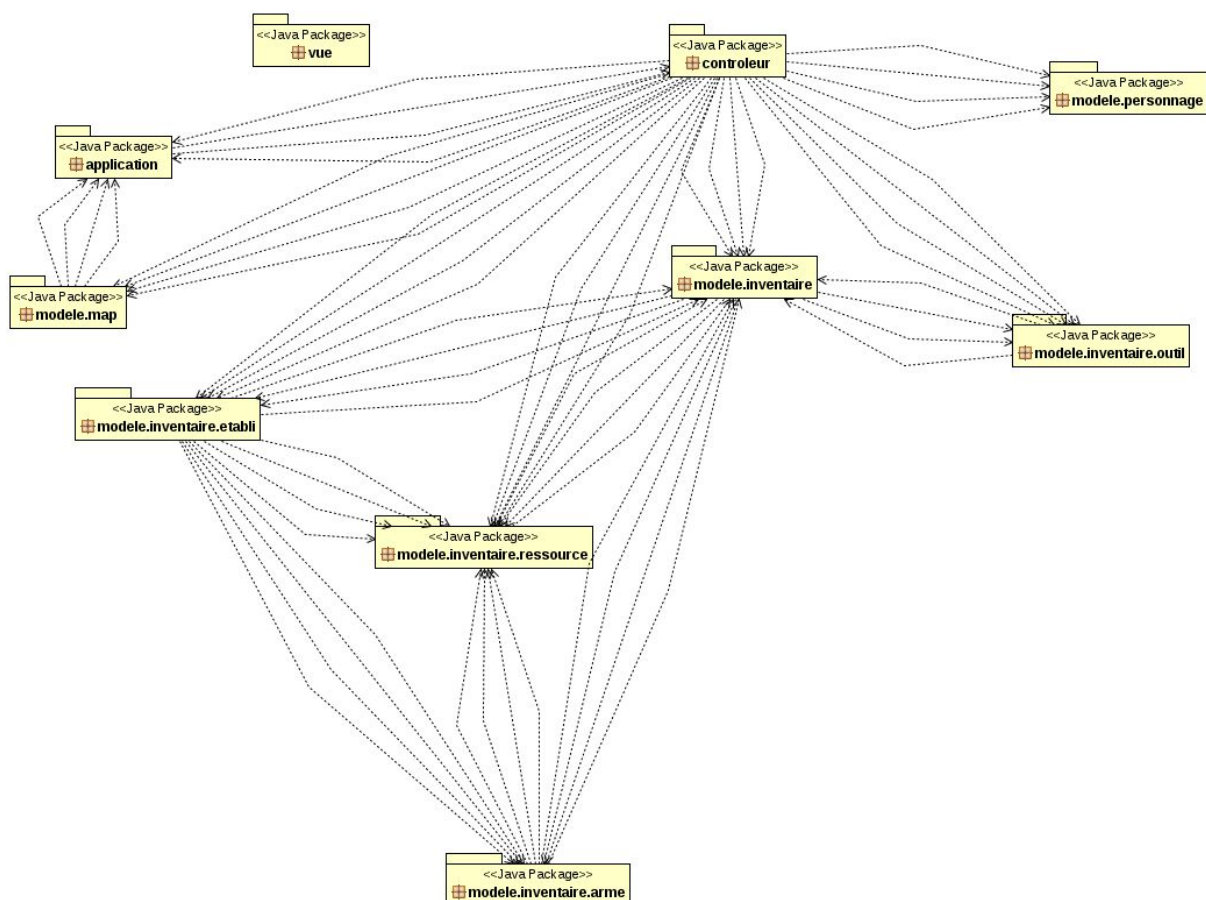 <<Java Package>>
vue
<<Java Package>>
controleur
<<Java Package>>
modele.personnage
<<Java Package>>
application
<<Java Package>>
modele.inventaire
<<Java Package>>
modele.map
<<Java Package>>
modele.inventaire.outil
<<Java Package>>
modele.inventaire.etabli
<<Java Package>>
modele.inventaire.ressource
<<Java Package>>
modele.inventaire.arme